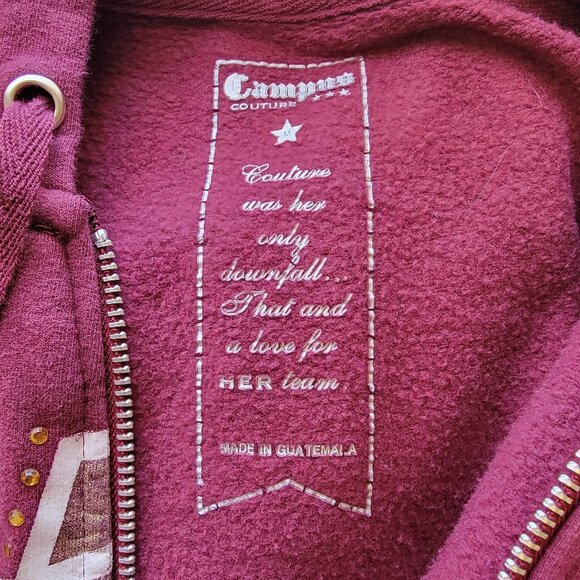 Campus
COUTURE
M
Couture
was her
only
downfall...
That and
a love for
HER team
MADE IN GUATEMALA